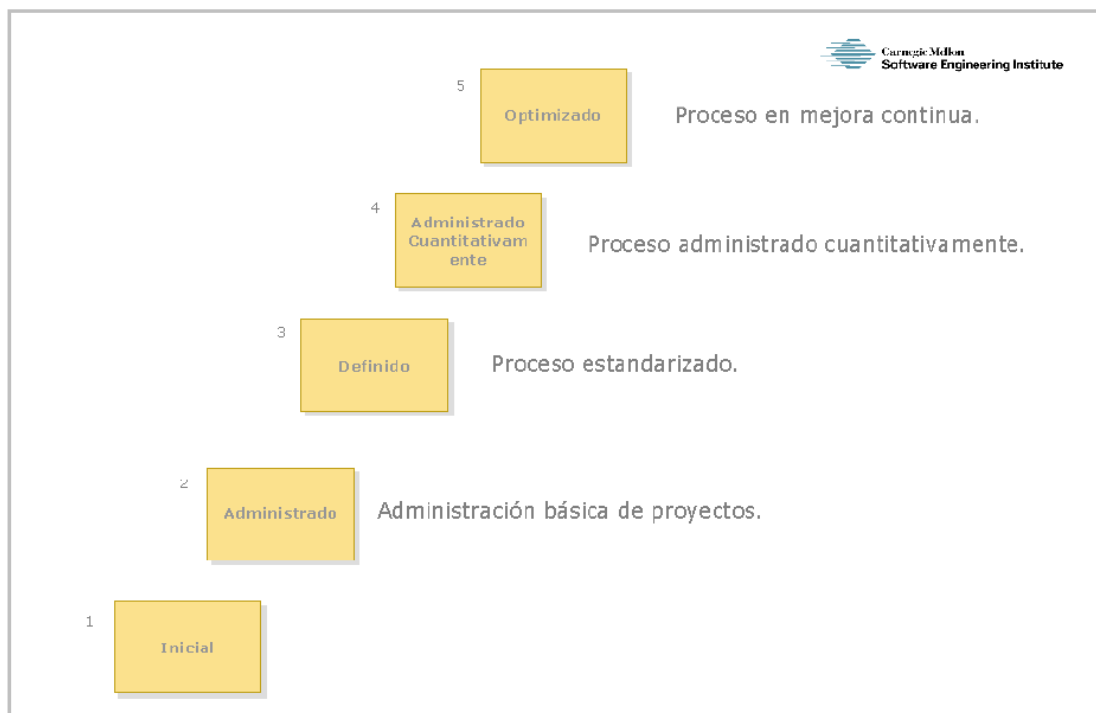 Carnegie Mellon
Software Engineering Institute
5
Optimizado
Proceso en mejora continua.
4
Administrado
Cuantitativam
ente
Proceso administrado cuantitativamente.
3
Definido
Proceso estandarizado.
2
Administrado
Administración básica de proyectos.
1
Inicial